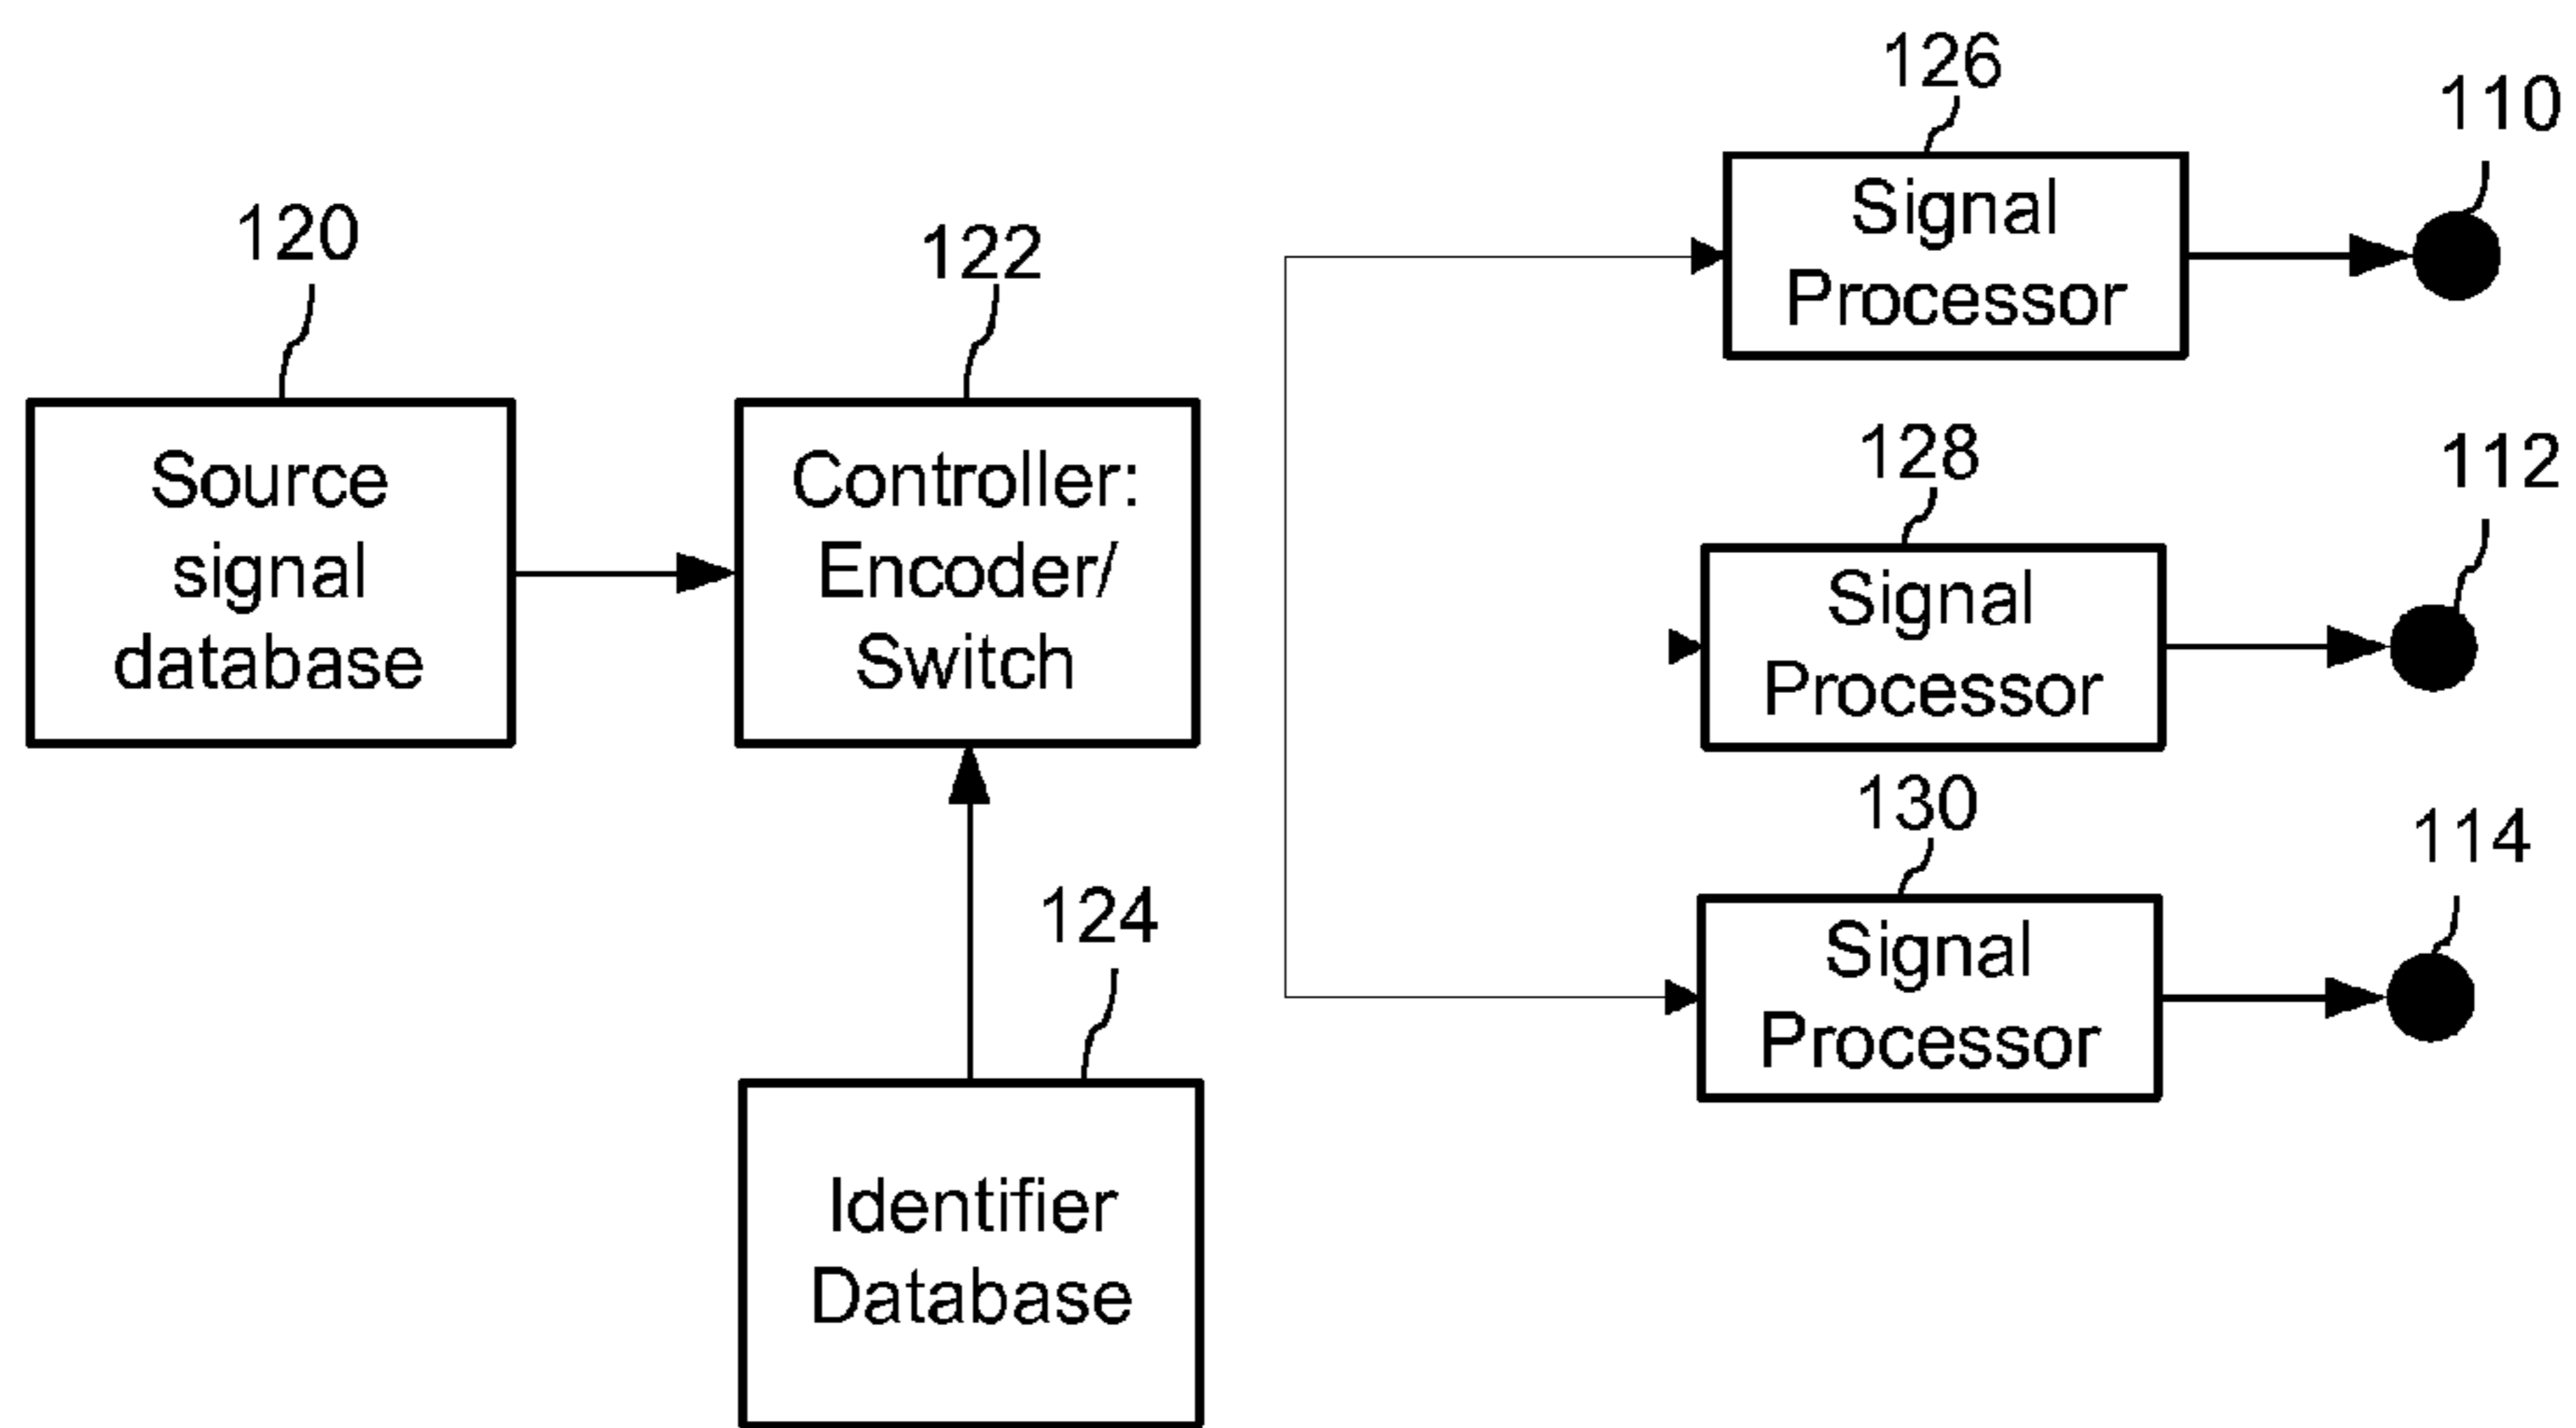 126
110
Signal
Processor
120
122
128
112
Source
signal
database
Controller:
Encoder/
Switch
Signal
Processor
130
114
124
Signal
Processor
Identifier
Database